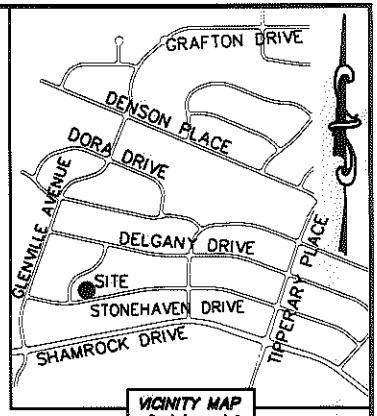 GRAFTON DRIVE
DENSON PLACE
DORA DRIVE
GLENVILLE AVENUE
DELGANY DRIVE
TIPPERARY PLACE
SITE
STONEHAVEN DRIVE
SHAMROCK DRIVE
VICINITY MAP